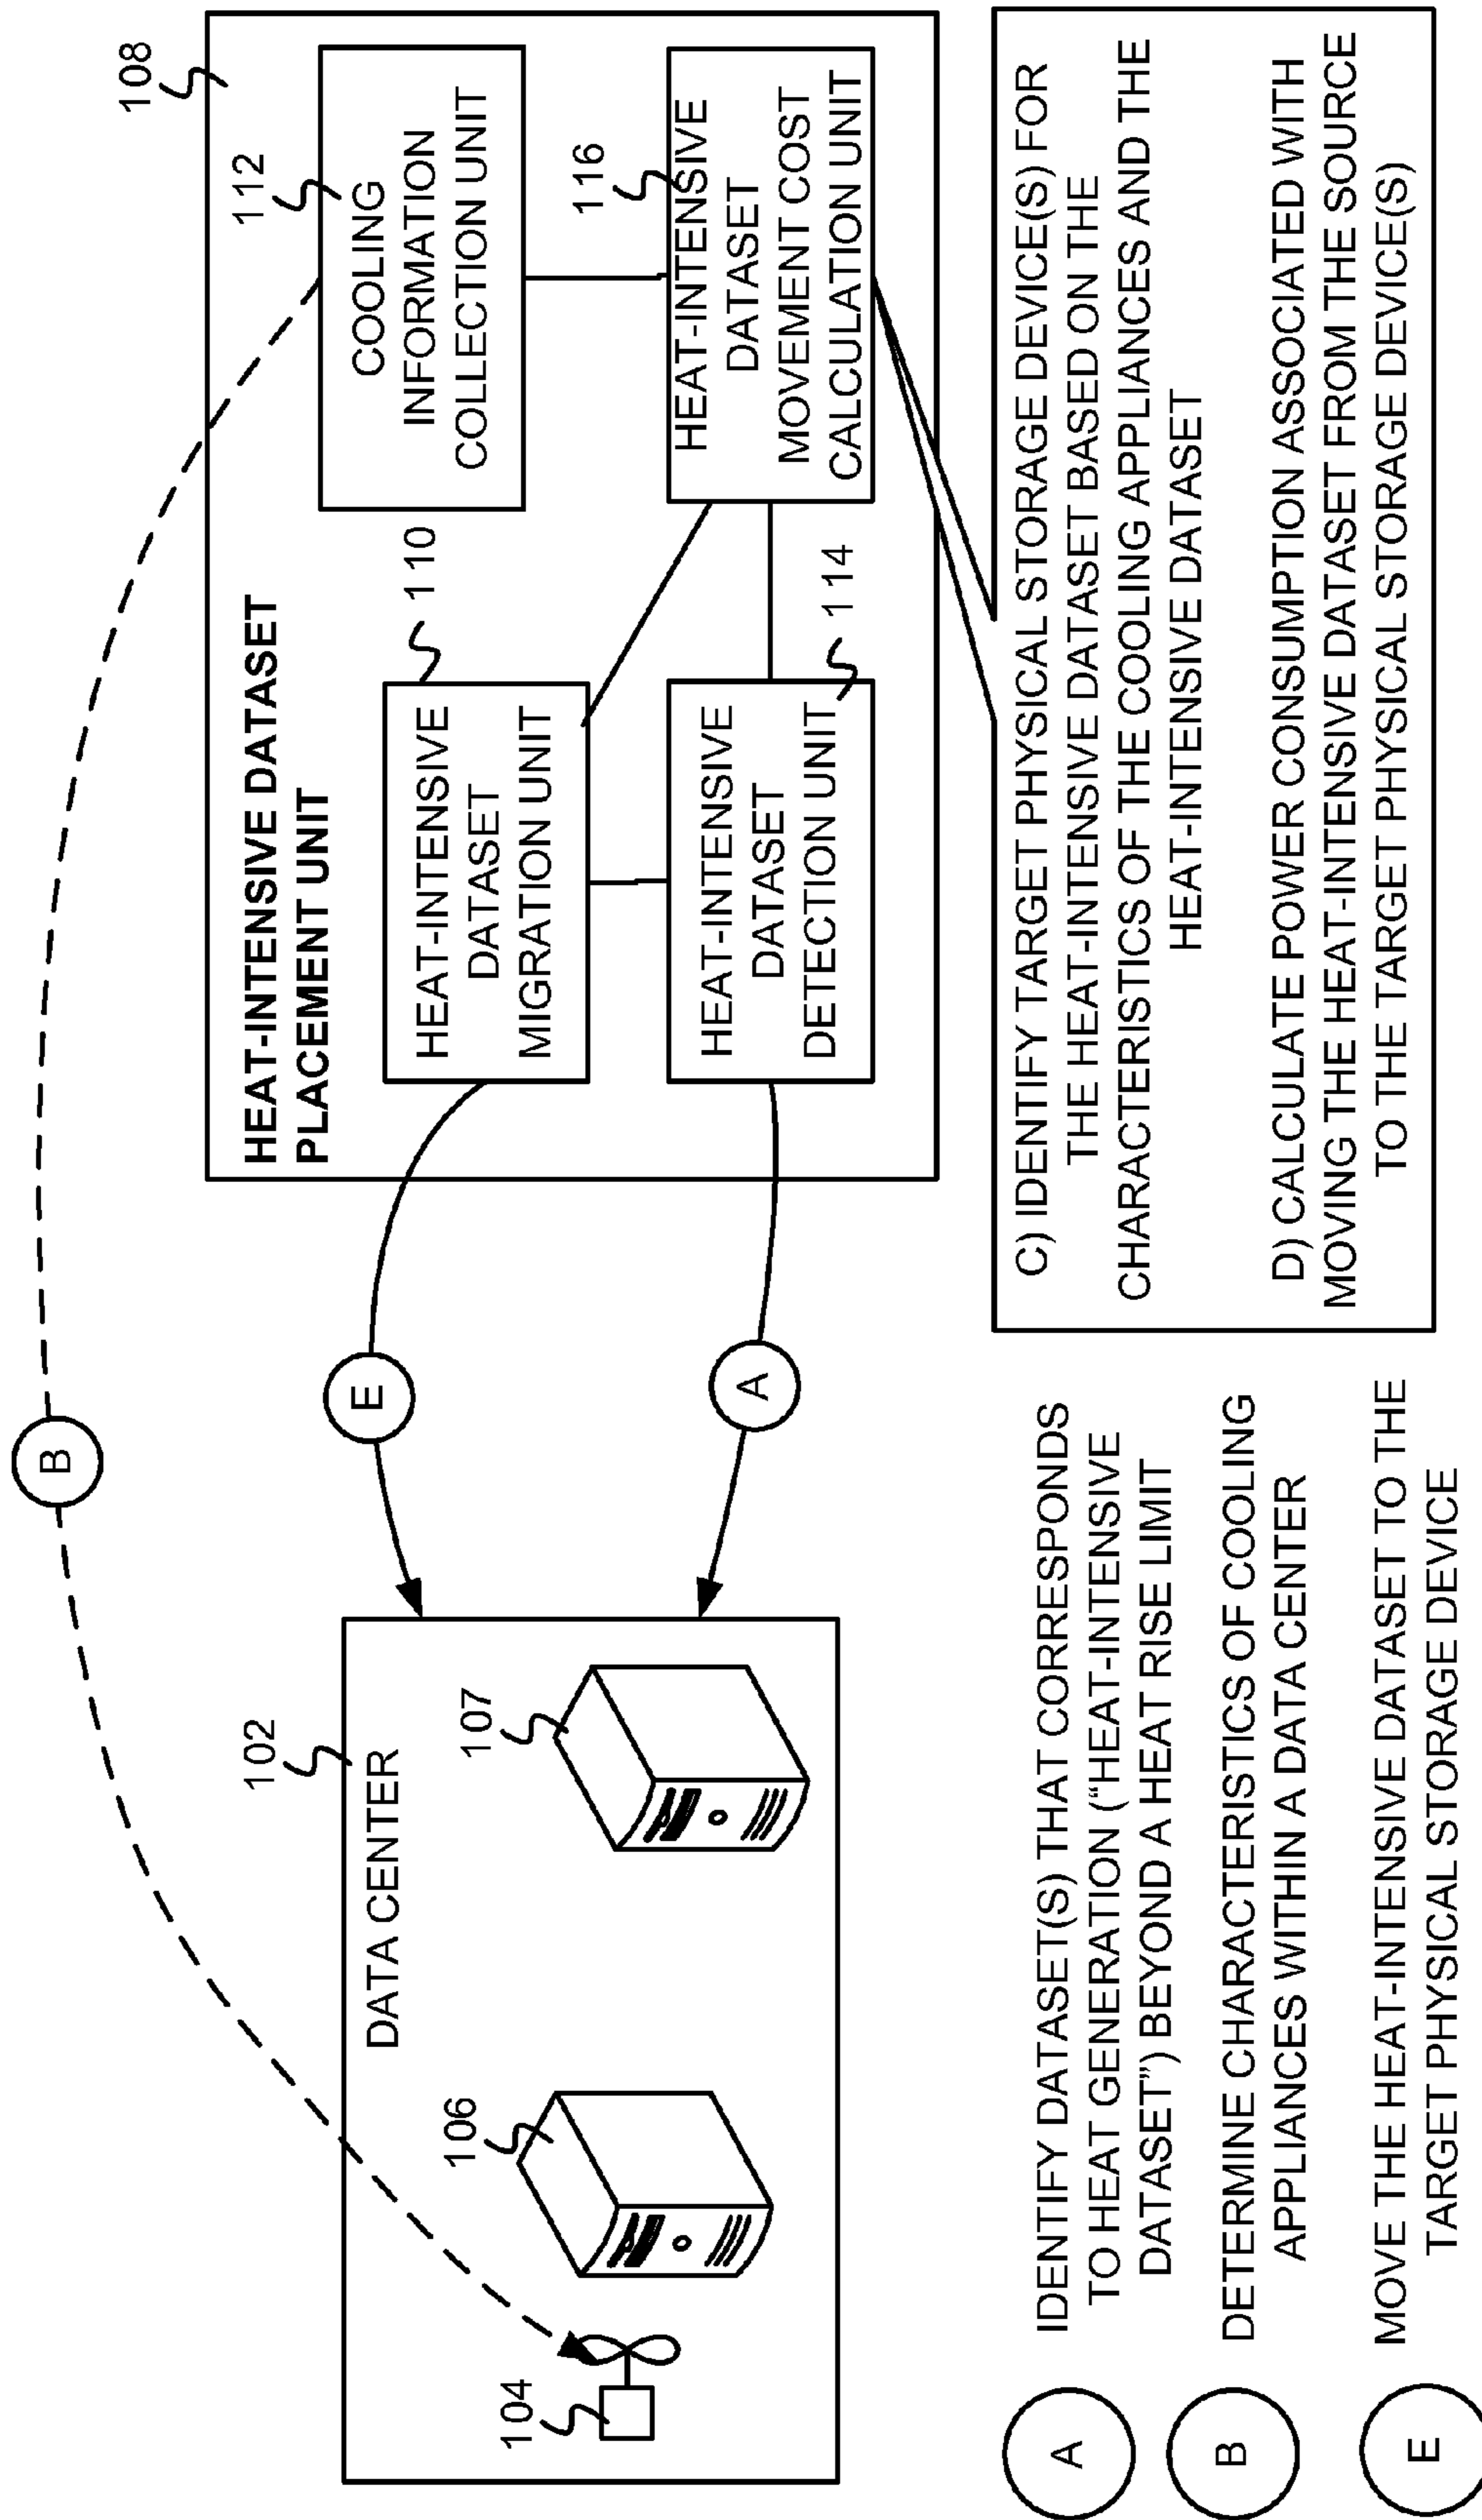 B
108
HEAT-INTENSIVE DATASET
PLACEMENT UNIT
112
COOLING
INFORMATION
COLLECTION UNIT
110
HEAT-INTENSIVE
DATASET
MIGRATION UNIT
116
HEAT-INTENSIVE
DATASET
MOVEMENT COST
CALCULATION UNIT
114
HEAT-INTENSIVE
DATASET
DETECTION UNIT
E
A
102
DATA CENTER
104
106
107
A
IDENTIFY DATASET(S) THAT CORRESPONDS
TO HEAT GENERATION (“HEAT-INTENSIVE
DATASET”) BEYOND A HEAT RISE LIMIT
B
DETERMINE CHARACTERISTICS OF COOLING
APPLIANCES WITHIN A DATA CENTER
E
MOVE THE HEAT-INTENSIVE DATASET TO THE
TARGET PHYSICAL STORAGE DEVICE
C) IDENTIFY TARGET PHYSICAL STORAGE DEVICE(S) FOR
THE HEAT-INTENSIVE DATASET BASED ON THE
CHARACTERISTICS OF THE COOLING APPLIANCES AND THE
HEAT-INTENSIVE DATASET
D) CALCULATE POWER CONSUMPTION ASSOCIATED WITH
MOVING THE HEAT-INTENSIVE DATASET FROM THE SOURCE
TO THE TARGET PHYSICAL STORAGE DEVICE(S)